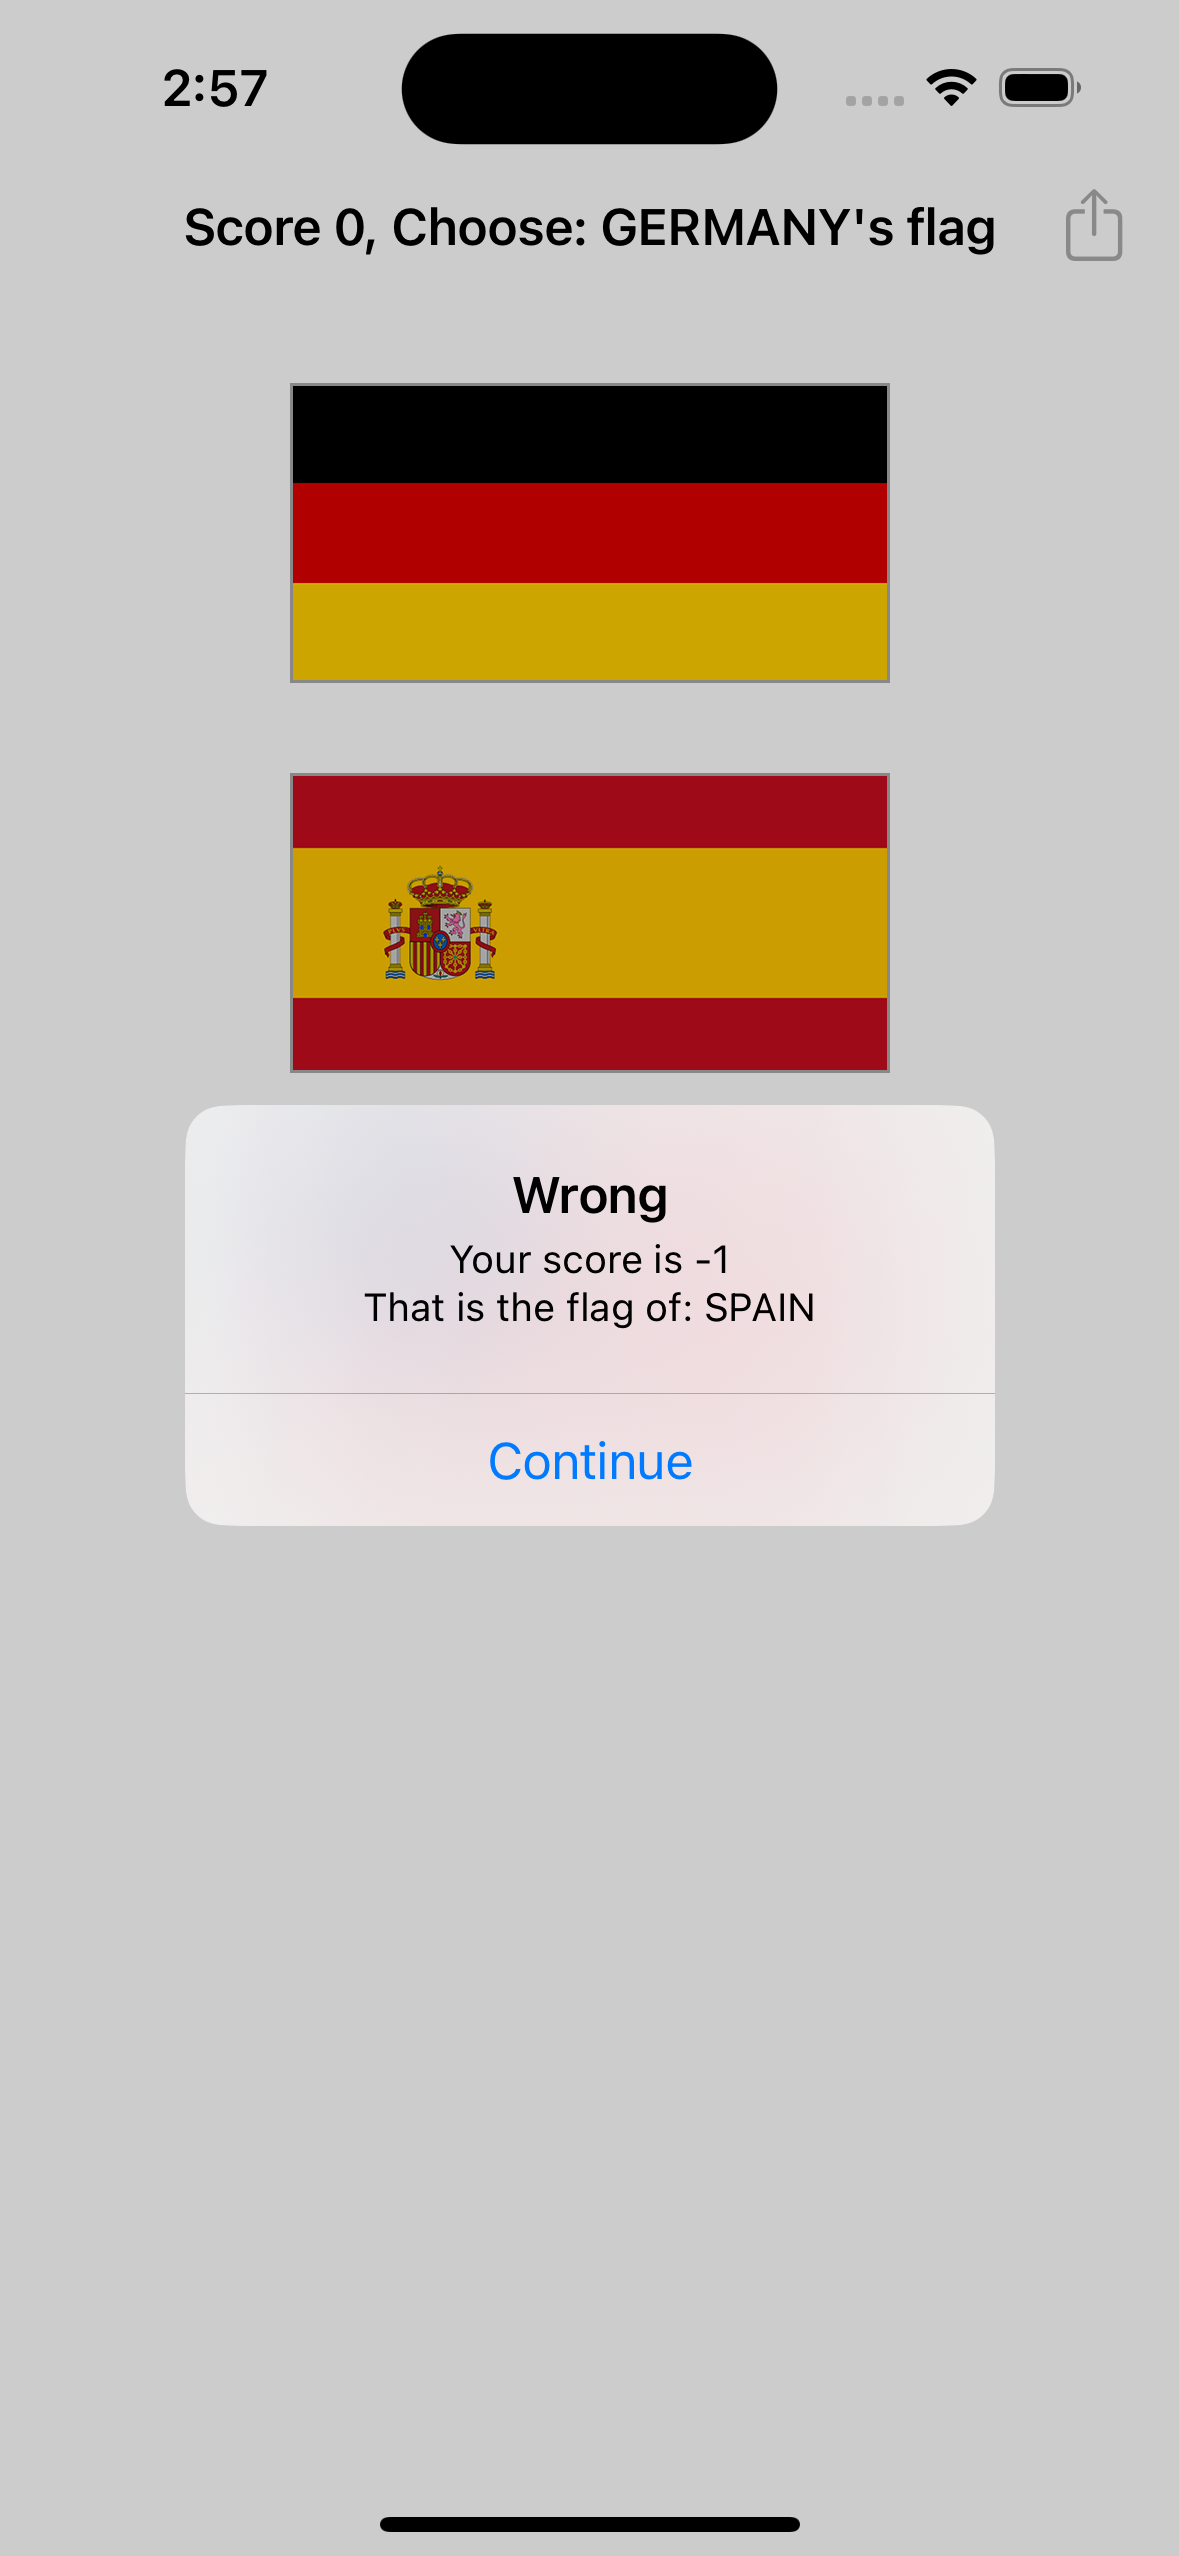 2:57
Score 0, Choose: GERMANY's flag
Wrong
Your score is -1
That is the flag of: SPAIN
Continue